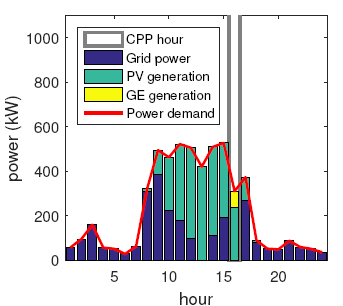 1000
800
600
400
200
0
power (kW)
CPP hour
Grid power
PV generation
GE generation
Power demand
5
10
15
20
hour